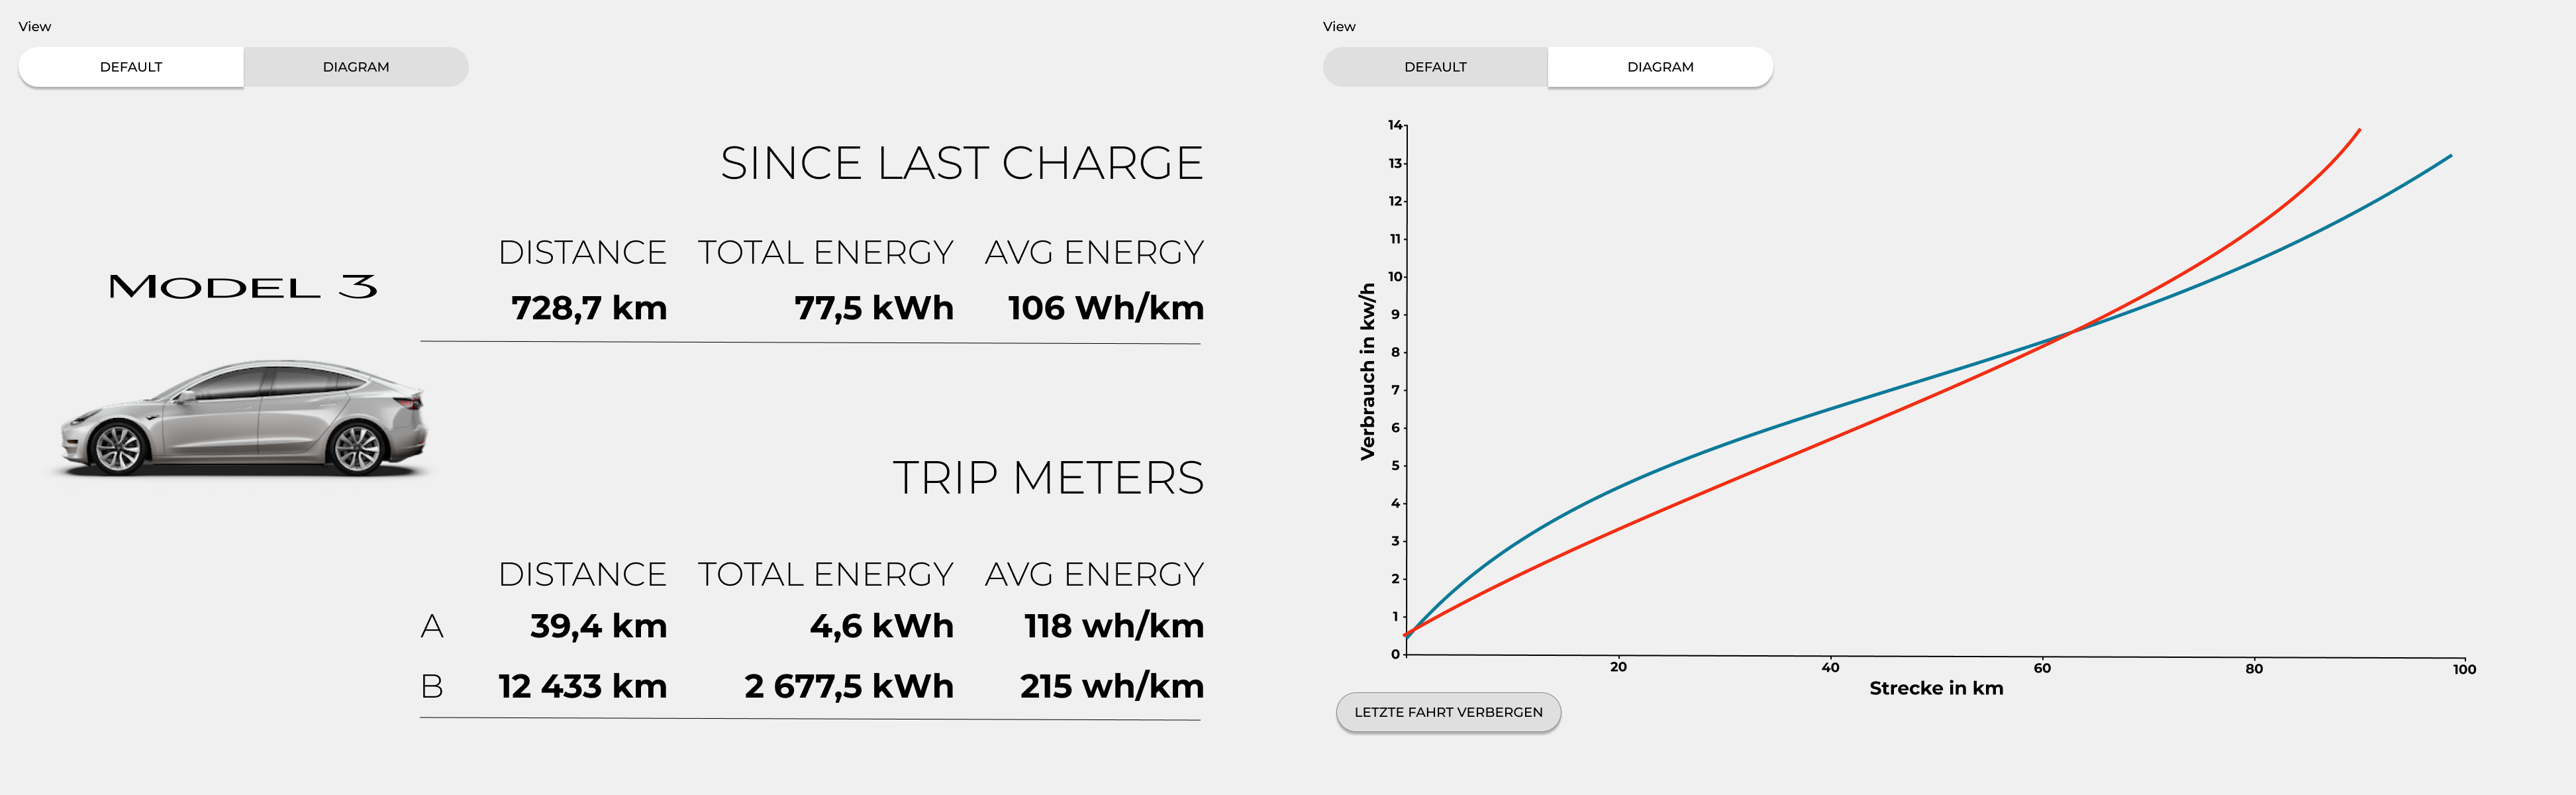 View
DEFAULT DIAGRAM
SINCE LAST CHARGE
DISTANCE TOTAL ENERGY AVG ENERGY
MODEL 3
728,7 km 77,5 kWh 106 Wh/km
TRIP METERS
DISTANCE TOTAL ENERGY AVG ENERGY
A 39,4 km 4,6 kWh 118 wh/km
B 12 433 km 2 677,5 kWh 215 wh/km
View
DEFAULT DIAGRAM
14
13
12
11
10
9
8
7
6
5
4
3
2
1
0
Verbrauch in kw/h
20 40 60 80 100
Strecke in km
LETZTE FAHRT VERBERGEN